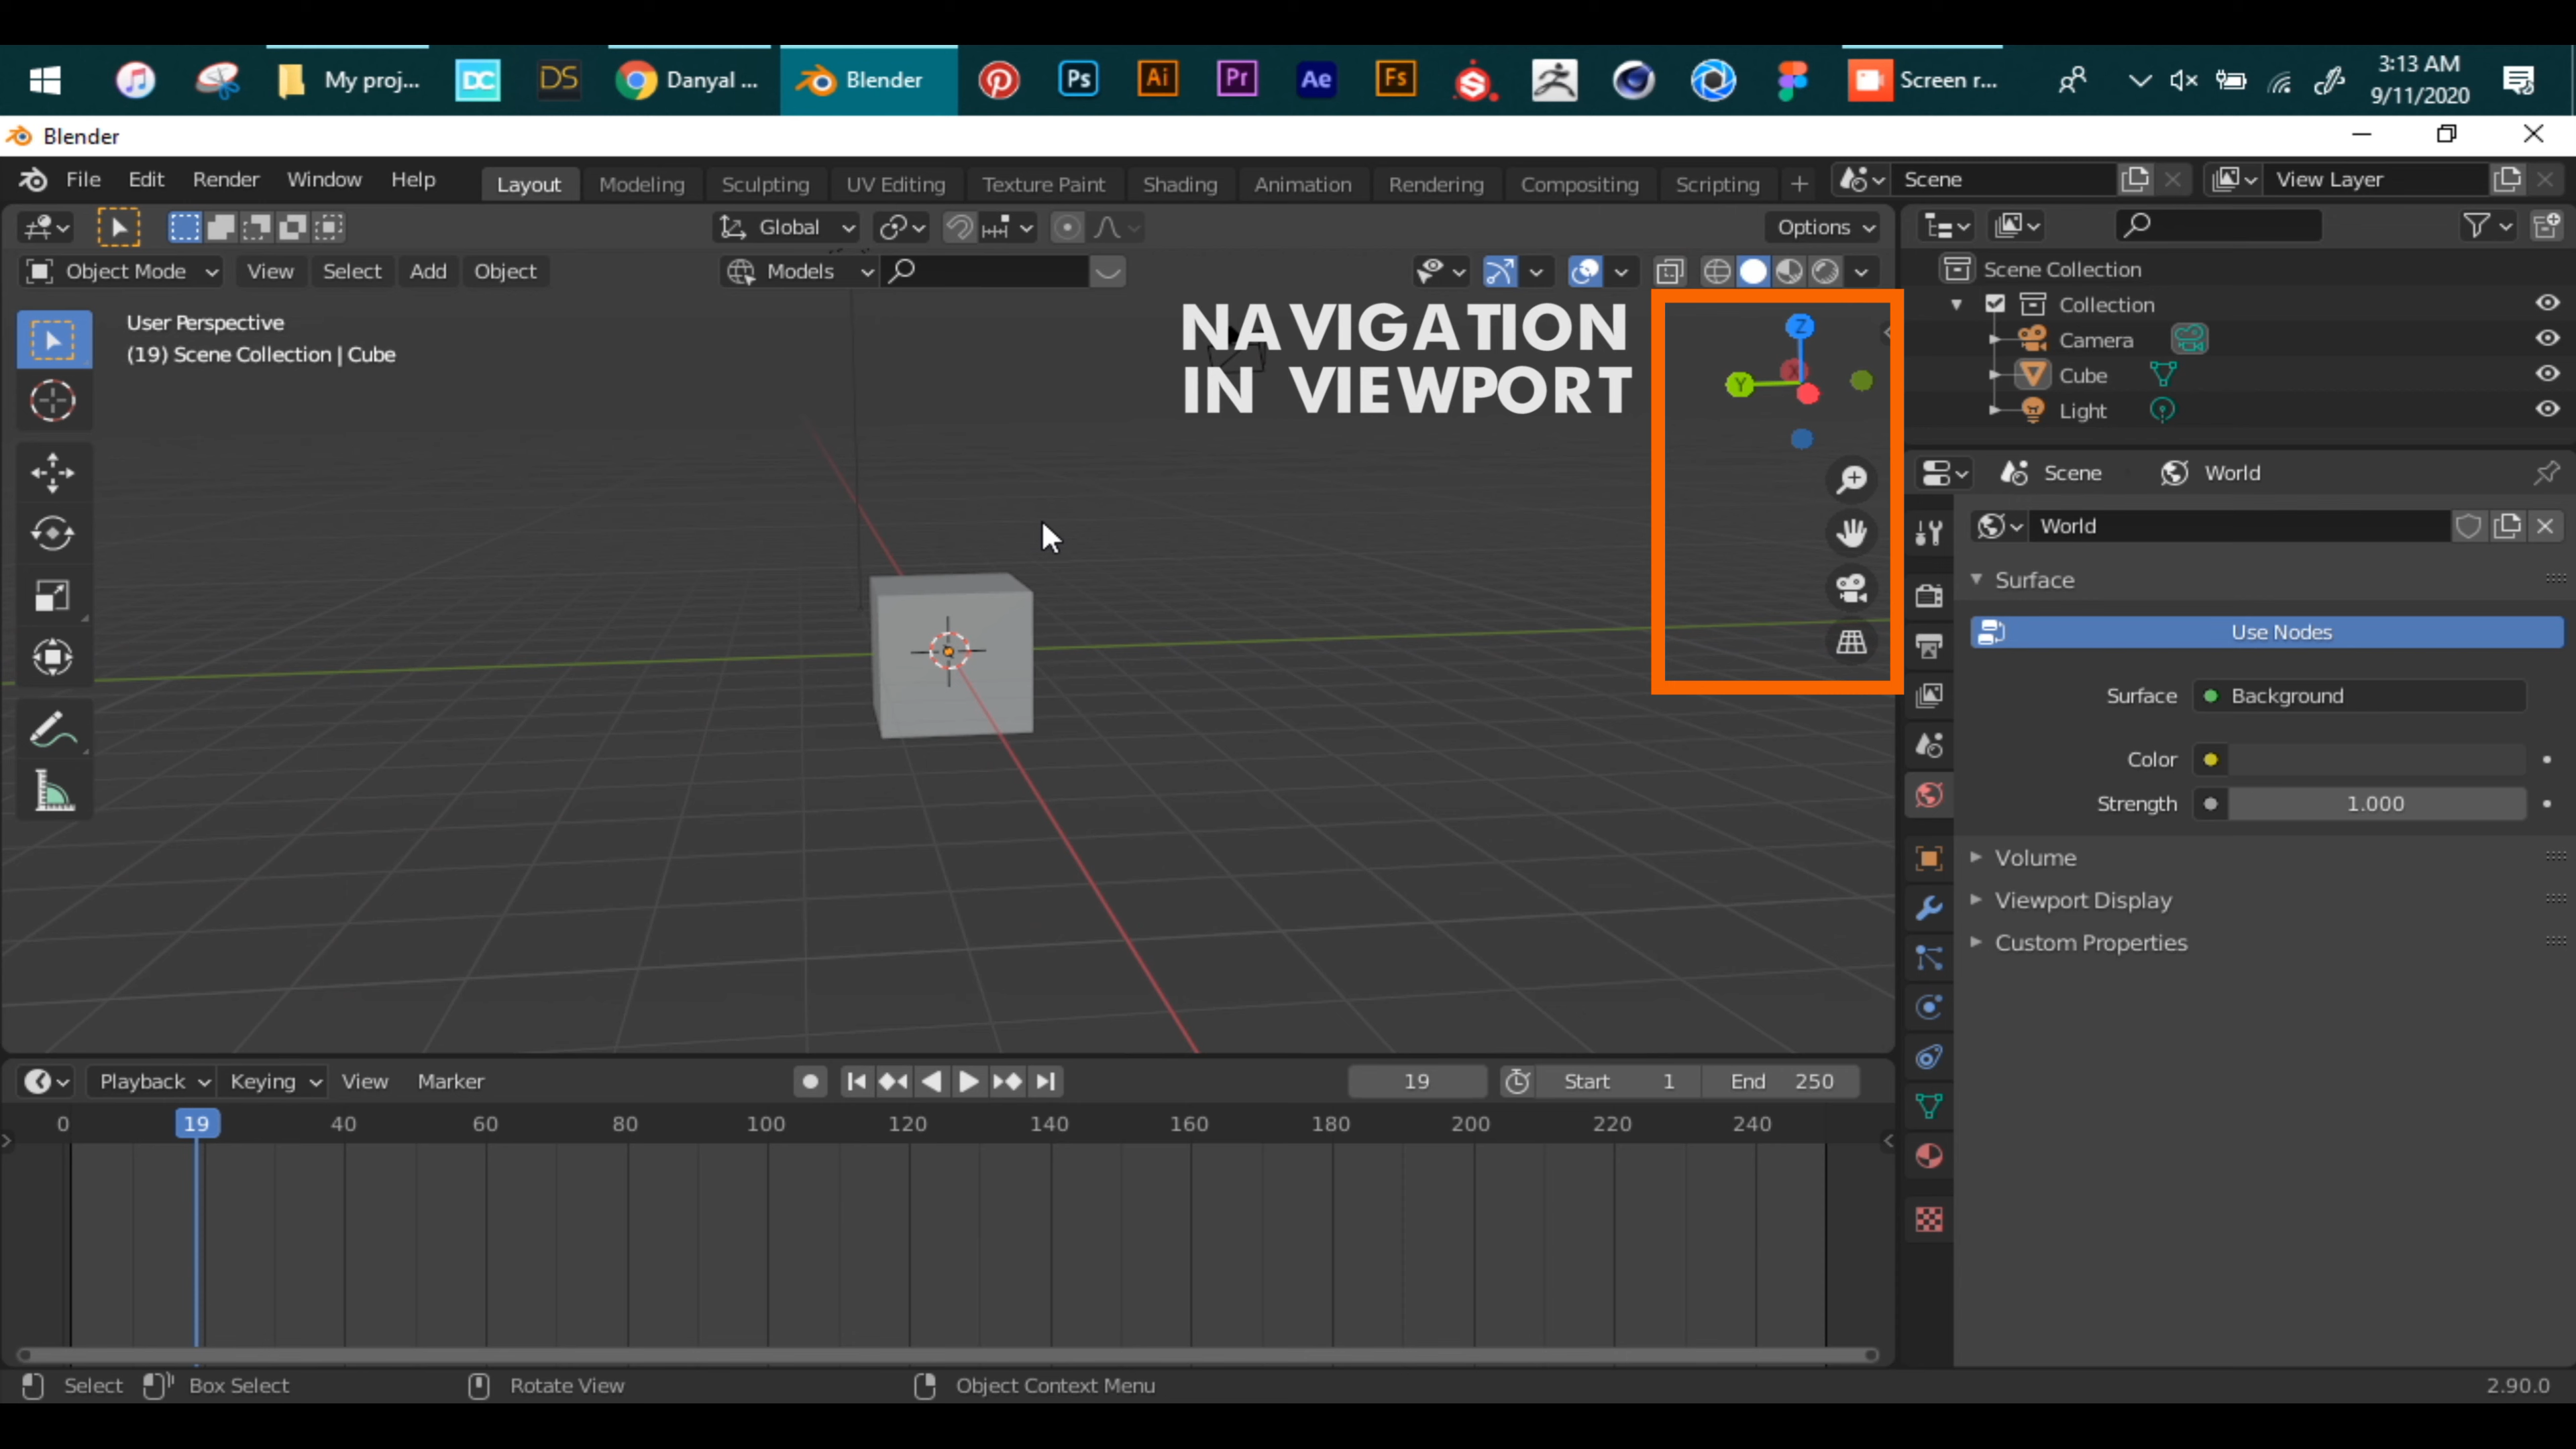 My proj...
DC
DS
Danyal ...
Blender
Ps
Ai
Pr
Ae
Fs
Screen r...
3:13 AM
9/11/2020
Blender
File Edit Render Window Help
Layout Modeling Sculpting UV Editing Texture Paint Shading Animation Rendering Compositing Scripting +
Scene
View Layer
Global
Options
Object Mode View Select Add Object
Models
User Perspective
(19) Scene Collection | Cube
NAVIGATION
IN VIEWPORT
Z
X
Y
Scene Collection
Collection
Camera
Cube
Light
Scene World
World
Surface
Use Nodes
Surface Background
Color
Strength 1.000
Volume
Viewport Display
Custom Properties
Playback Keying View Marker
19
Start 1
End 250
0 19 40 60 80 100 120 140 160 180 200 220 240
Select Box Select Rotate View Object Context Menu
2.90.0